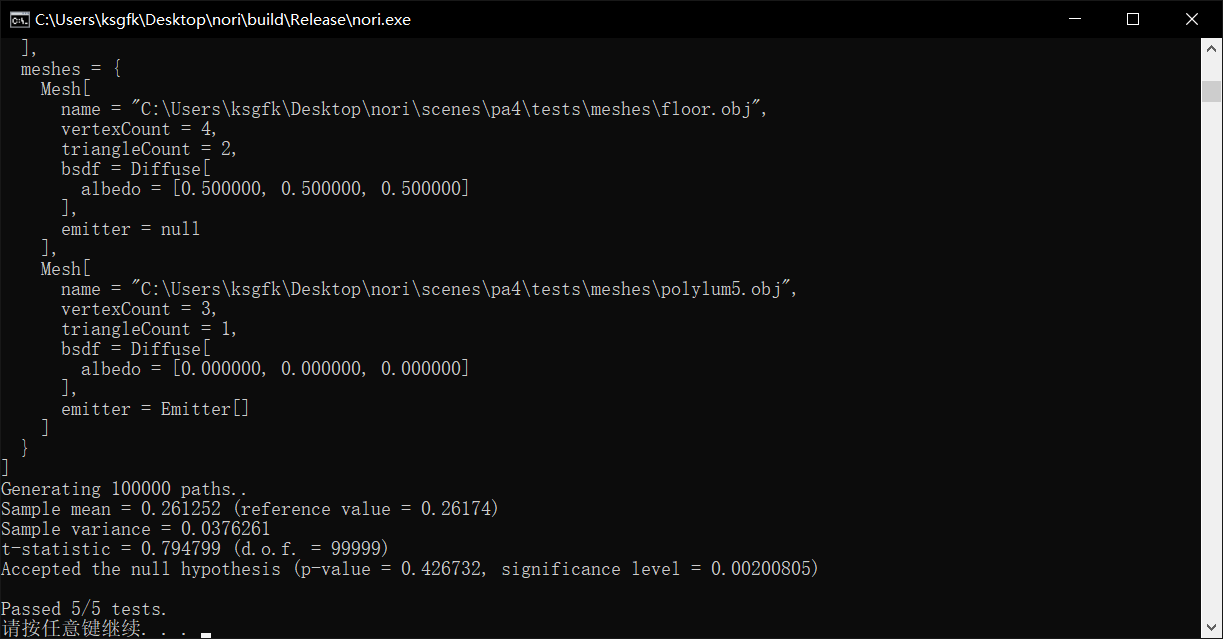 C:\Users\ksgfk\Desktop\nori\build\Release\nori.exe
  ],
  meshes = {
    Mesh[
      name = "C:\Users\ksgfk\Desktop\nori\scenes\pa4\tests\meshes\floor.obj",
      vertexCount = 4,
      triangleCount = 2,
      bsdf = Diffuse[
        albedo = [0.500000, 0.500000, 0.500000]
      ],
      emitter = null
    ],
    Mesh[
      name = "C:\Users\ksgfk\Desktop\nori\scenes\pa4\tests\meshes\polylum5.obj",
      vertexCount = 3,
      triangleCount = 1,
      bsdf = Diffuse[
        albedo = [0.000000, 0.000000, 0.000000]
      ],
      emitter = Emitter[]
    ]
  }
]
Generating 100000 paths..
Sample mean = 0.261252 (reference value = 0.26174)
Sample variance = 0.0376261
t-statistic = 0.794799 (d.o.f. = 99999)
Accepted the null hypothesis (p-value = 0.426732, significance level = 0.00200805)

Passed 5/5 tests.
请按任意键继续. . .